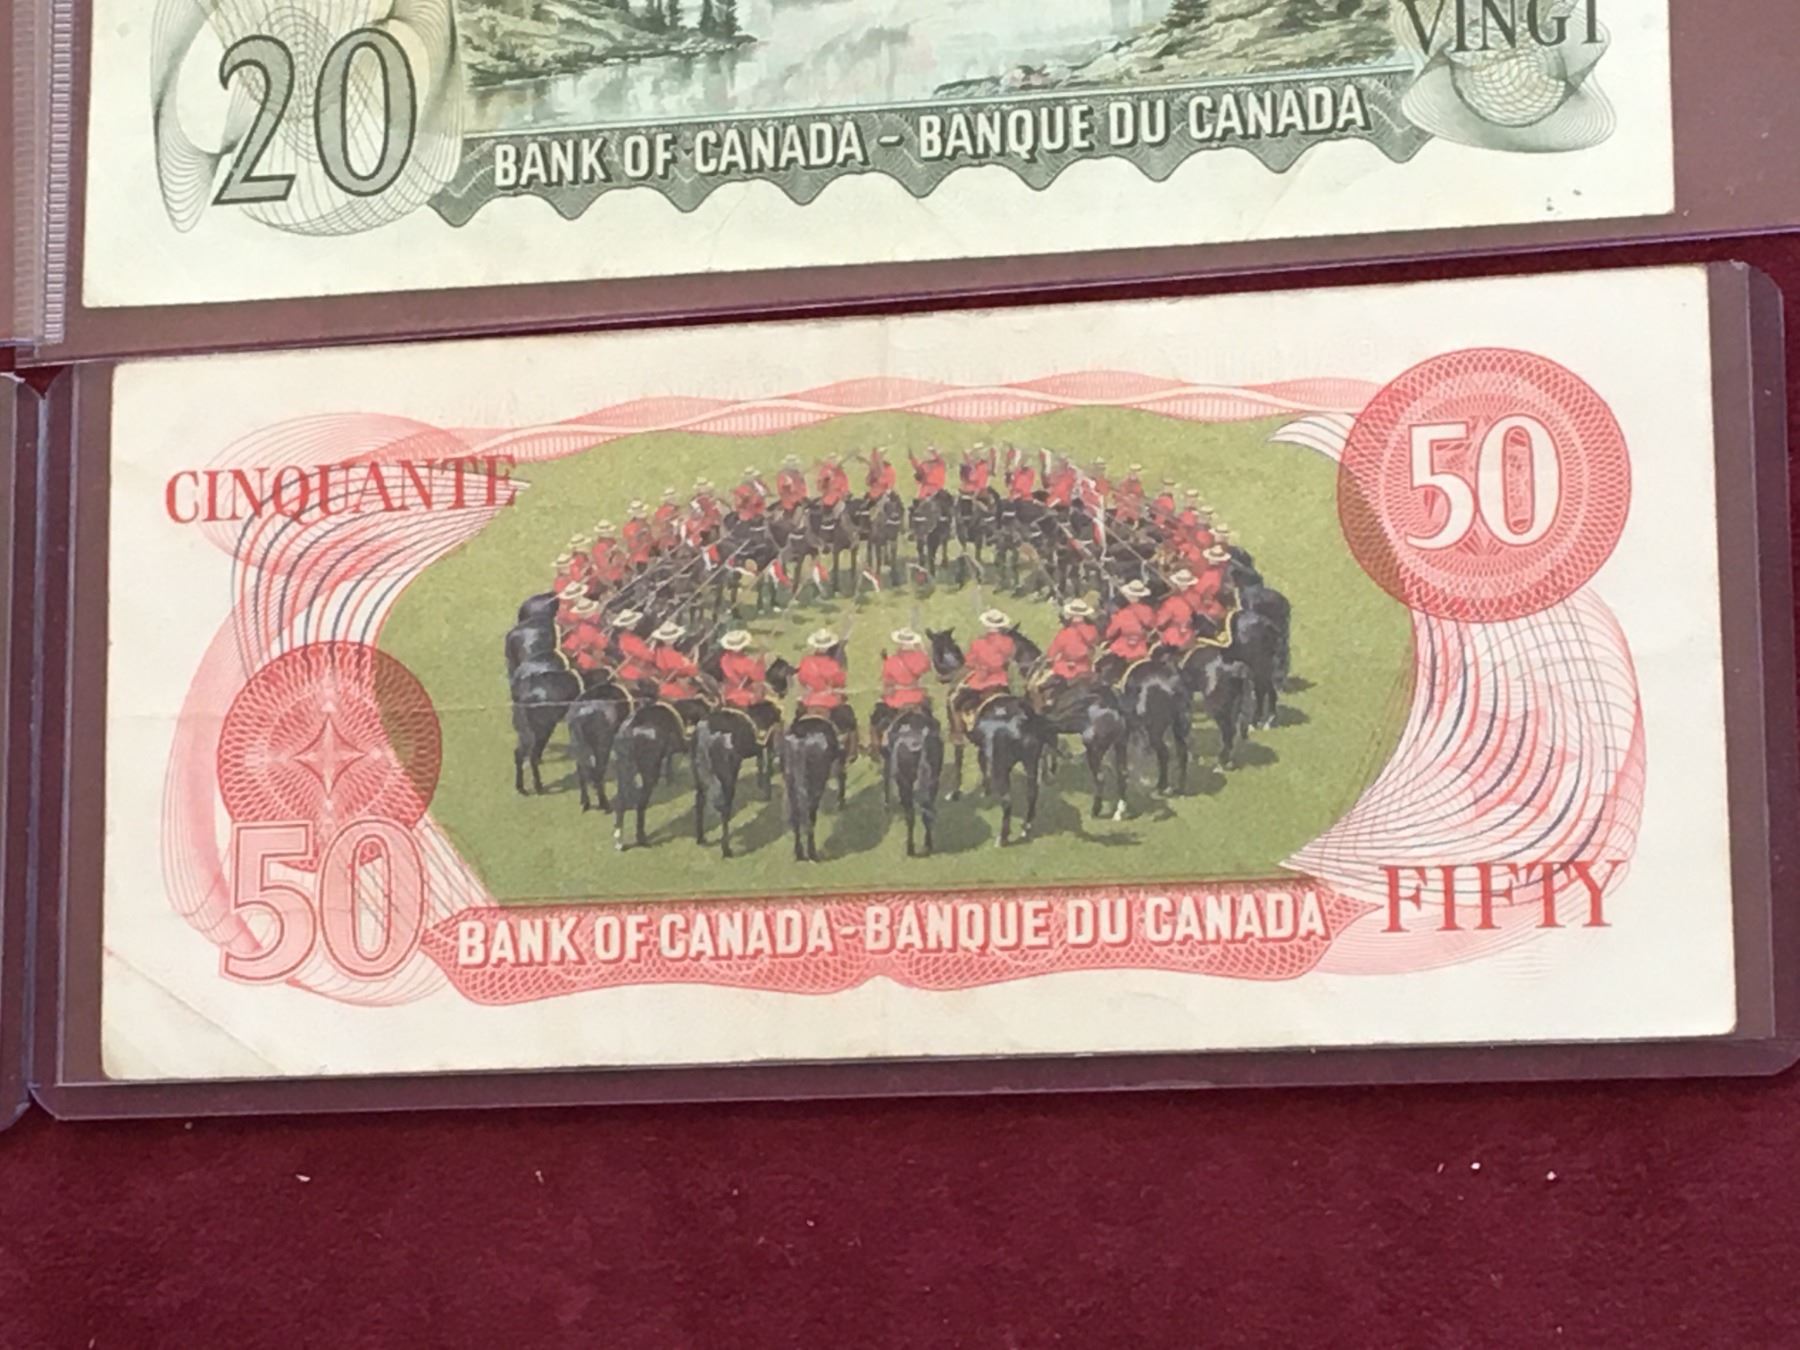 VINGT
20
BANK OF CANADA - BANQUE DU CANADA
50
CINQUANTE
50
BANK OF CANADA - BANQUE DU CANADA
FIFTY